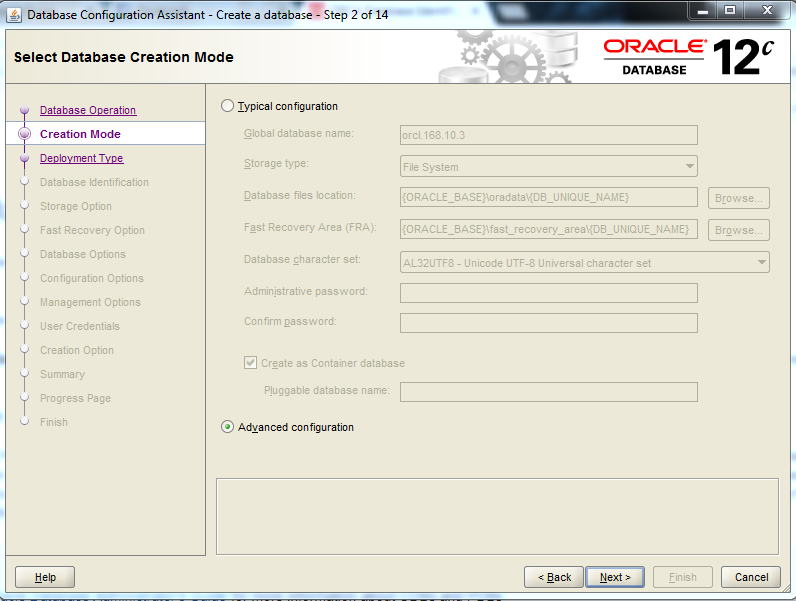 Database Configuration Assistant - Create a database - Step 2 of 14
Select Database Creation Mode
ORACLE®
DATABASE
12c
Database Operation
Creation Mode
Deployment Type
Database Identification
Storage Option
Fast Recovery Option
Database Options
Configuration Options
Management Options
User Credentials
Creation Option
Summary
Progress Page
Finish
Typical configuration
Global database name: orcl.168.10.3
Storage type: File System
Database files location: {ORACLE_BASE}\oradata\{DB_UNIQUE_NAME} Browse...
Fast Recovery Area (FRA): {ORACLE_BASE}\fast_recovery_area\{DB_UNIQUE_NAME} Browse...
Database character set: AL32UTF8 - Unicode UTF-8 Universal character set
Administrative password:
Confirm password:
Create as Container database
Pluggable database name:
Advanced configuration
Help < Back Next > Finish Cancel